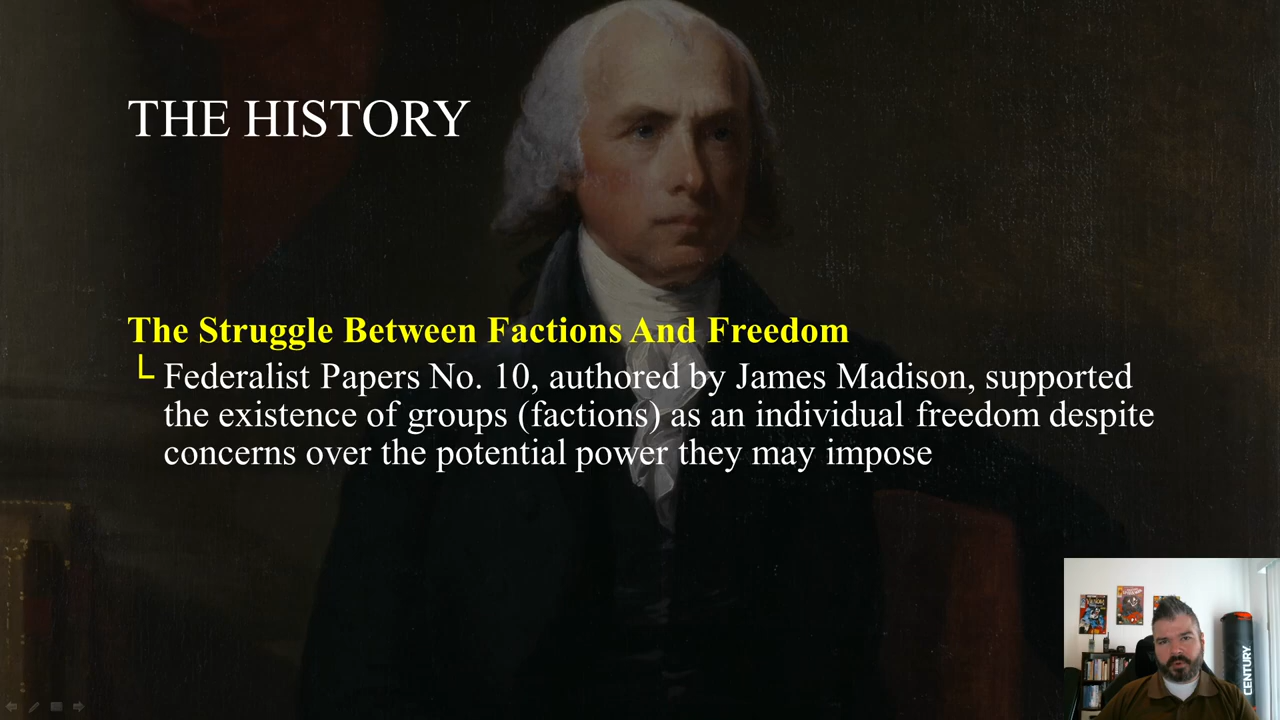 THE HISTORY
The Struggle Between Factions And Freedom
Federalist Papers No. 10, authored by James Madison, supported
the existence of groups (factions) as an individual freedom despite
concerns over the potential power they may impose
CENTURY